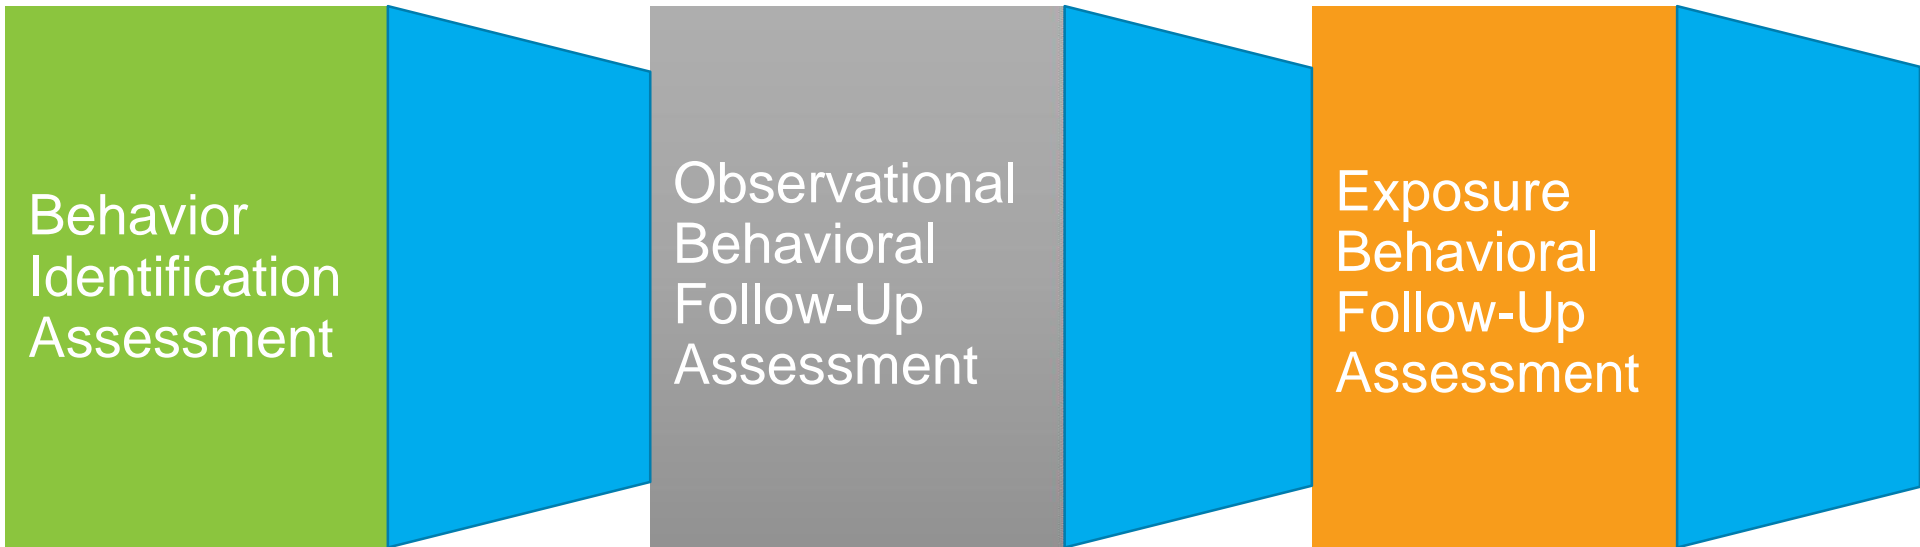 Behavior
Identification
Assessment
Observational
Behavioral
Follow-Up
Assessment
Exposure
Behavioral
Follow-Up
Assessment